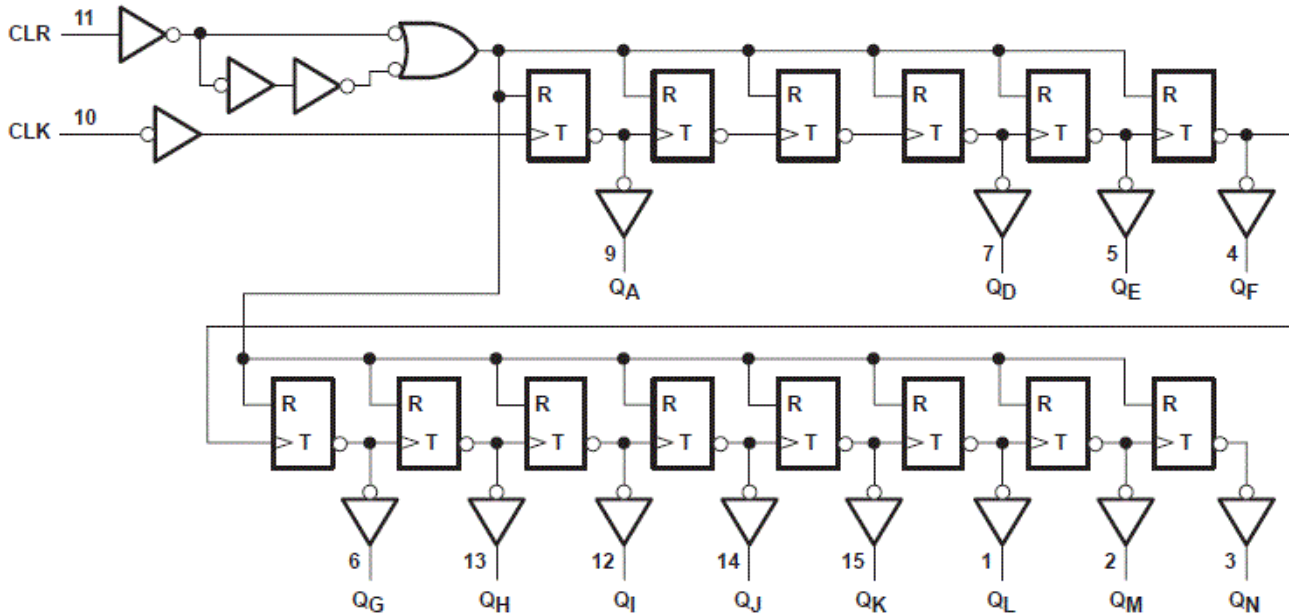 CLR 11
R R R R R R
CLK 10
T T T T T T
9 7 5 4
QA QD QE QF
R R R R R R R R
T T T T T T T T
6 13 12 14 15 1 2 3
QG QH QI QJ QK QL QM QN